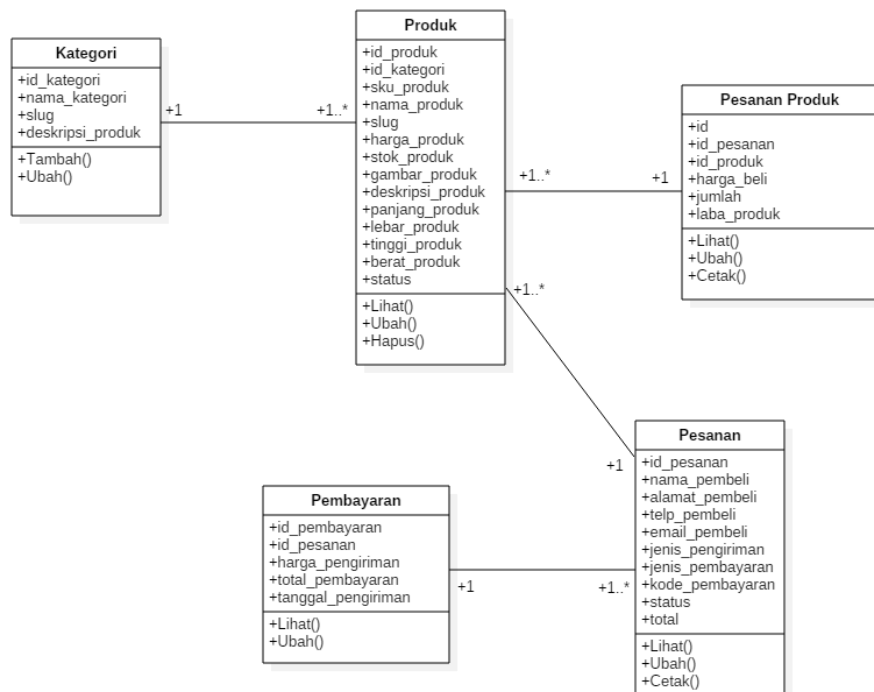 Kategori
+id_kategori
+nama_kategori
+slug
+deskripsi_produk
+Tambah()
+Ubah()
+1
+1..*
Produk
+id_produk
+id_kategori
+sku_produk
+nama_produk
+slug
+harga_produk
+stok_produk
+gambar_produk
+deskripsi_produk
+panjang_produk
+lebar_produk
+tinggi_produk
+berat_produk
+status
+Lihat()
+Ubah()
+Hapus()
+1..*
+1
Pesanan Produk
+id
+id_pesanan
+id_produk
+harga_beli
+jumlah
+laba_produk
+Lihat()
+Ubah()
+Cetak()
+1..*
+1
Pesanan
+id_pesanan
+nama_pembeli
+alamat_pembeli
+telp_pembeli
+email_pembeli
+jenis_pengiriman
+jenis_pembayaran
+kode_pembayaran
+status
+total
+Lihat()
+Ubah()
+Cetak()
Pembayaran
+id_pembayaran
+id_pesanan
+harga_pengiriman
+total_pembayaran
+tanggal_pengiriman
+Lihat()
+Ubah()
+1
+1..*